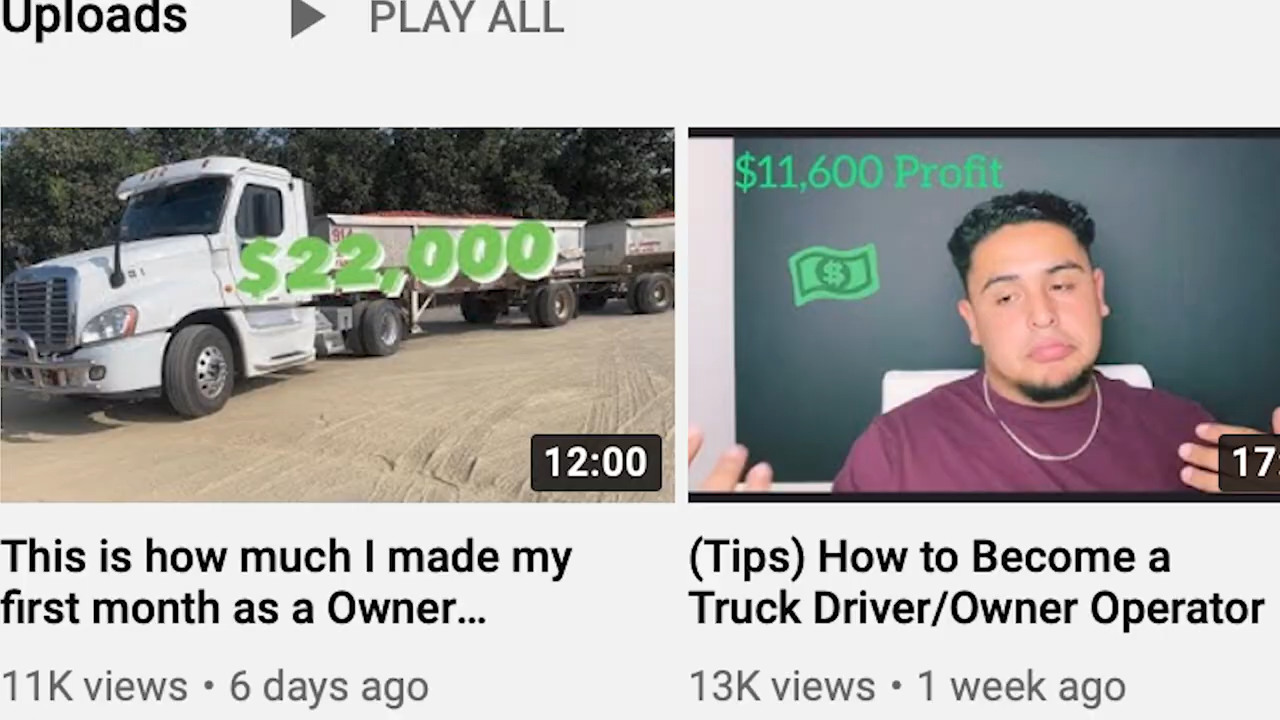 Uploads
PLAY ALL
$22,000
12:00
$11,600 Profit
$
17:
This is how much I made my
first month as a Owner...
(Tips) How to Become a
Truck Driver/Owner Operator
11K views • 6 days ago
13K views • 1 week ago